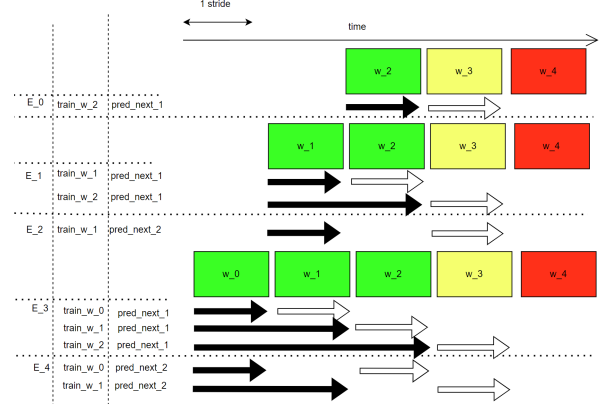 1 stride
time
w_2 w_3 w_4
E_0 train_w_2 pred_next_1
w_1 w_2 w_3 w_4
E_1 train_w_1 pred_next_1
train_w_2 pred_next_1
E_2 train_w_1 pred_next_2
w_0 w_1 w_2 w_3 w_4
E_3 train_w_0 pred_next_1
train_w_1 pred_next_1
train_w_2 pred_next_1
E_4 train_w_0 pred_next_2
train_w_1 pred_next_2